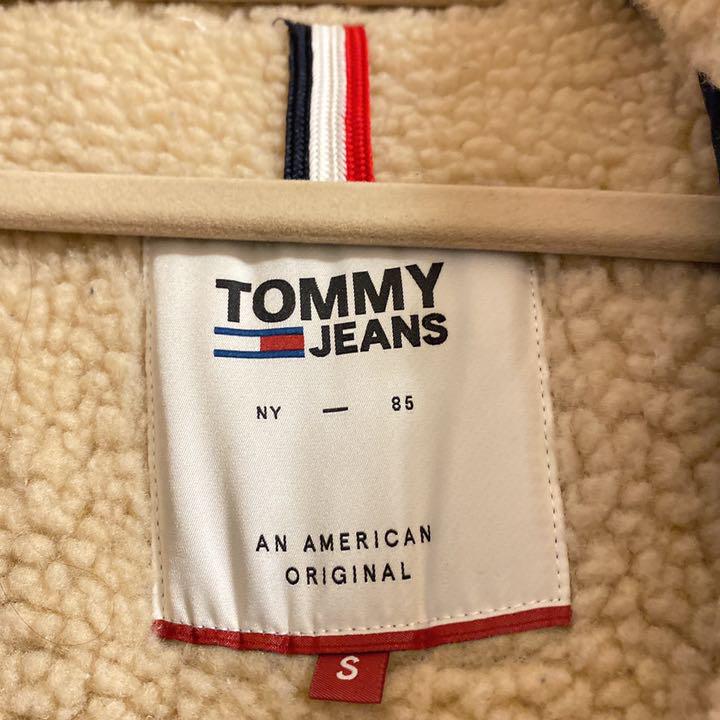 TOMMY
JEANS
NY — 85
AN AMERICAN
ORIGINAL
S